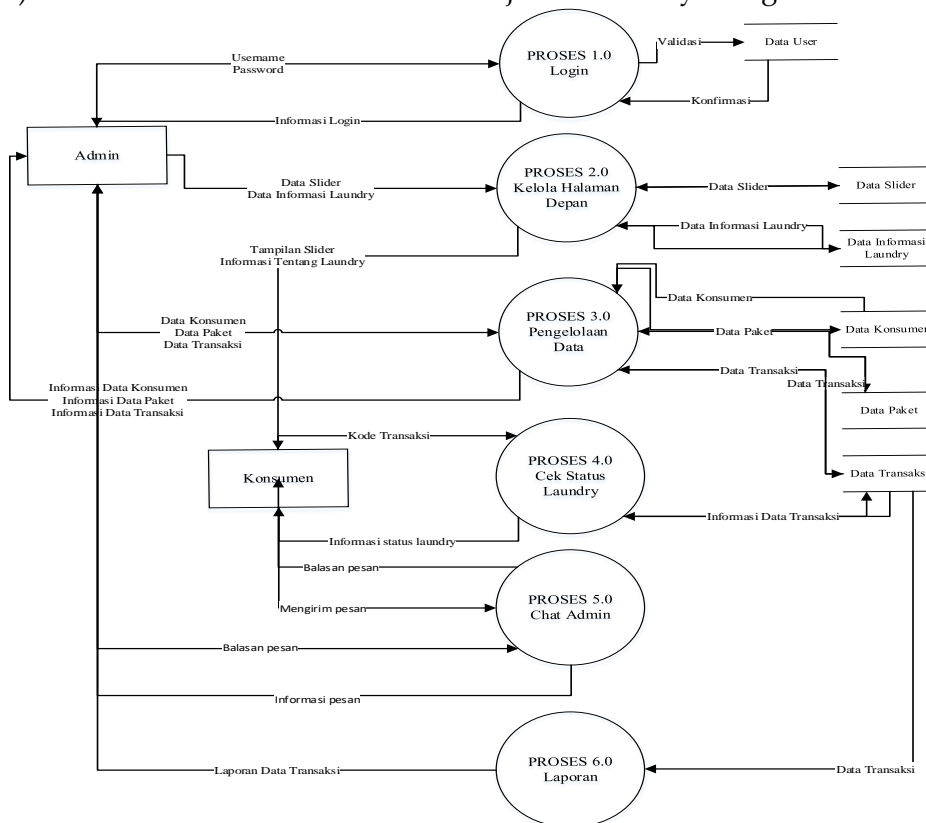 Username
Password
PROSES 1.0
Login
Validasi
Data User
Konfirmasi
Informasi Login
Admin
Data Slider
Data Informasi Laundry
PROSES 2.0
Kelola Halaman
Depan
Data Slider
Data Slider
Data Informasi Laundry
Data Informasi
Laundry
Tampilan Slider
Informasi Tentang Laundry
Data Konsumen
Data Konsumen
Data Paket
Data Transaksi
PROSES 3.0
Pengelolaan
Data
Data Paket
Data Konsumen
Data Transaksi
Data Transaksi
Informasi Data Konsumen
Informasi Data Paket
Informasi Data Transaksi
Data Paket
Kode Transaksi
PROSES 4.0
Cek Status
Laundry
Konsumen
Data Transaks
Informasi Data Transaksi
Informasi status laundry
Balasan pesan
PROSES 5.0
Chat Admin
Mengirim pesan
Balasan pesan
Informasi pesan
PROSES 6.0
Laporan
Laporan Data Transaksi
Data Transaksi